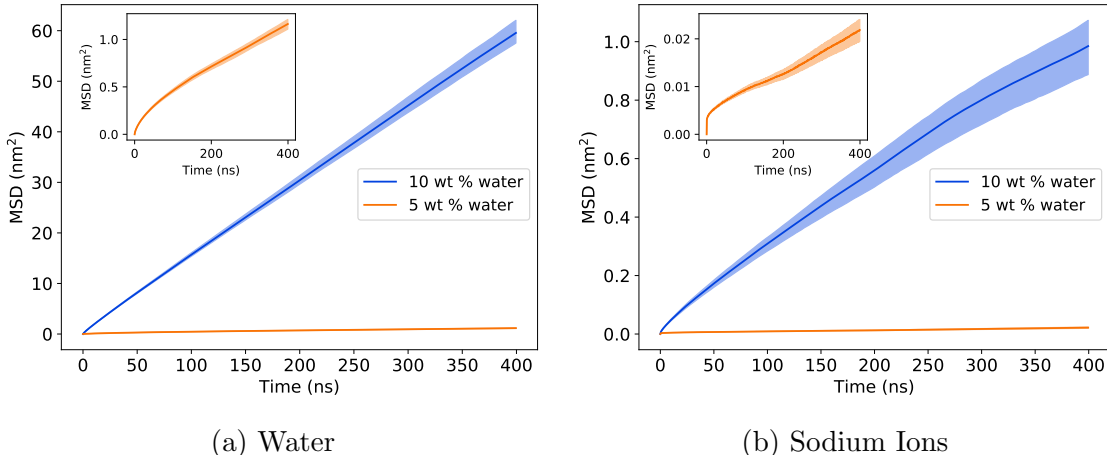 60
50
40
30
20
10
0
MSD (nm²)
1.0
0.5
0.0
MSD (nm²)
0 200 400
Time (ns)
10 wt % water
5 wt % water
0 50 100 150 200 250 300 350 400
Time (ns)
(a) Water
1.0
0.8
0.6
0.4
0.2
0.0
MSD (nm²)
0.02
0.01
0.00
MSD (nm²)
0 200 400
Time (ns)
10 wt % water
5 wt % water
0 50 100 150 200 250 300 350 400
Time (ns)
(b) Sodium Ions